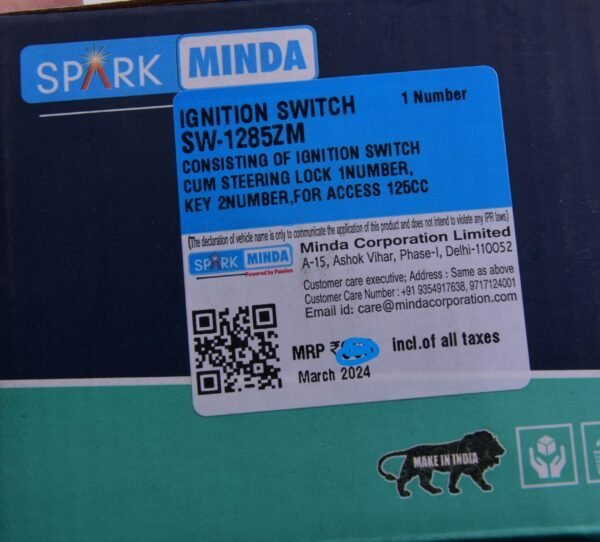 SPARK MINDA
IGNITION SWITCH 1 Number
SW-1285ZM
CONSISTING OF IGNITION SWITCH
CUM STEERING LOCK 1NUMBER,
KEY 2NUMBER,FOR ACCESS 125CC
(The declaration of vehicle name is only to communicate the application of this product and does not intend to violate any IPR laws)
SPARK MINDA
Powered by Passion
Minda Corporation Limited
A-15, Ashok Vihar, Phase-I, Delhi-110052
Customer care executive; Address : Same as above
Customer Care Number : +91 9354917638, 9717124001
Email id: care@mindacorporation.com
MRP ₹ incl.of all taxes
March 2024
MAKE IN INDIA